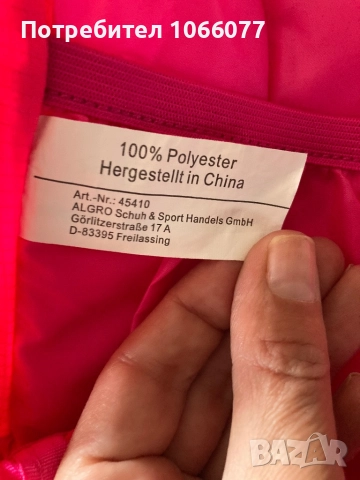 Потребител 1066077
100% Polyester
Hergestellt in China
Art.-Nr.: 45410
ALGRO Schuh & Sport Handels GmbH
Görlitzerstraße 17 A
D-83395 Freilassing
BAZAR